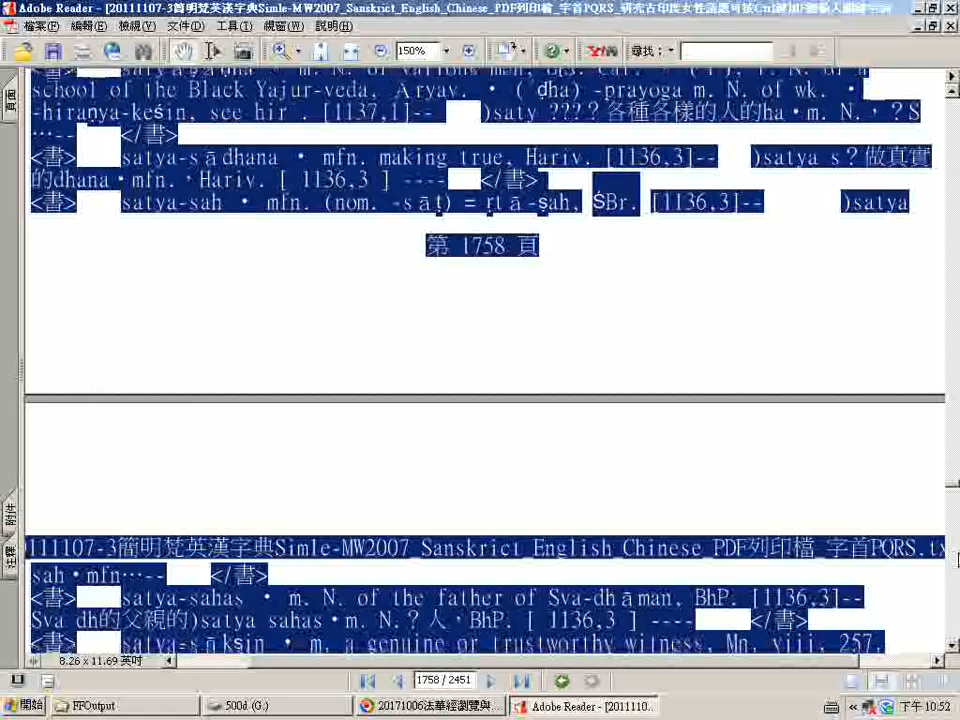 Adobe Reader - [20111107-3簡明梵英漢字典Simle-MW2007_Sanskrict_English_Chinese_PDF列印檔_字首PQRS_研究古印度女性議題可按Ctrl鍵加F鍵輸入關鍵字詞
檔案(F) 編輯(E) 檢視(V) 文件(D) 工具(T) 視窗(W) 說明(H)
150% 尋找：
頁面
m. N. of various men,
school of the Black Yajur-veda, Āryav. • (ḍha) -prayoga m. N. of wk. •
-hiraṇya-keśin, see hir . [1137,1]-- )saty ????各種各樣的人的ha‧m. N.，？S
…-- </書>
<書> satya-sādhana • mfn. making true, Hariv. [1136,3]-- )satya s？做真實
的dhana‧mfn.，Hariv. [ 1136,3 ] ---- </書>
<書> satya-sah • mfn. (nom. -sāṭ) = ṛtā-ṣah, ŚBr. [1136,3]-- )satya
第 1758 頁
附件
注釋
111107-3簡明梵英漢字典Simle-MW2007_Sanskrict_English_Chinese_PDF列印檔_字首PQRS.tx
sah‧mfn…-- </書>
<書> satya-sahas • m. N. of the father of Sva-dhāman, BhP. [1136,3]--
Sva dh的父親的)satya sahas‧m. N.？人，BhP. [ 1136,3 ] ---- </書>
<書> satya-sākṣin • m. a genuine or trustworthy witness, Mn. viii, 257.
8.26 x 11.69 英吋
1758 / 2451
開始 FFOutput 500d (G:) 20171006法華經瀏覽與... Adobe Reader - [2011110... « 下午 10:52